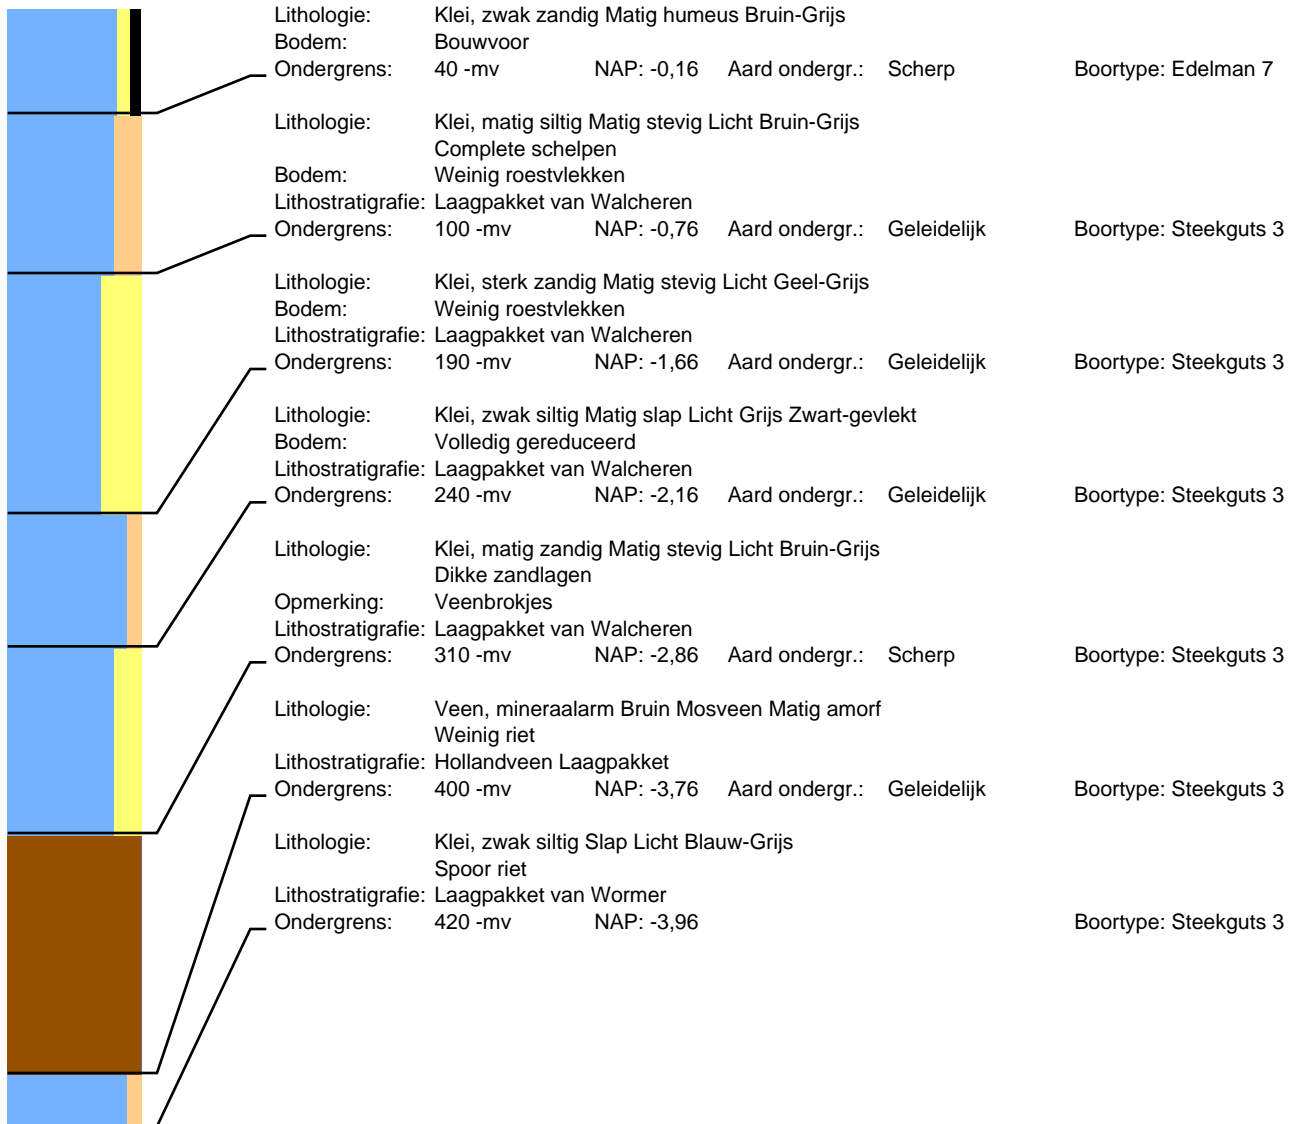 Lithologie: Klei, zwak zandig Matig humeus Bruin-Grijs
Bodem: Bouwvoor
Ondergrens: 40 -mv NAP: -0,16 Aard ondergr.: Scherp Boortype: Edelman 7
Lithologie: Klei, matig siltig Matig stevig Licht Bruin-Grijs
Complete schelpen
Bodem: Weinig roestvlekken
Lithostratigrafie: Laagpakket van Walcheren
Ondergrens: 100 -mv NAP: -0,76 Aard ondergr.: Geleidelijk Boortype: Steekguts 3
Lithologie: Klei, sterk zandig Matig stevig Licht Geel-Grijs
Bodem: Weinig roestvlekken
Lithostratigrafie: Laagpakket van Walcheren
Ondergrens: 190 -mv NAP: -1,66 Aard ondergr.: Geleidelijk Boortype: Steekguts 3
Lithologie: Klei, zwak siltig Matig slap Licht Grijs Zwart-gevlekt
Bodem: Volledig gereduceerd
Lithostratigrafie: Laagpakket van Walcheren
Ondergrens: 240 -mv NAP: -2,16 Aard ondergr.: Geleidelijk Boortype: Steekguts 3
Lithologie: Klei, matig zandig Matig stevig Licht Bruin-Grijs
Dikke zandlagen
Opmerking: Veenbrokjes
Lithostratigrafie: Laagpakket van Walcheren
Ondergrens: 310 -mv NAP: -2,86 Aard ondergr.: Scherp Boortype: Steekguts 3
Lithologie: Veen, mineraalarm Bruin Mosveen Matig amorf
Weinig riet
Lithostratigrafie: Hollandveen Laagpakket
Ondergrens: 400 -mv NAP: -3,76 Aard ondergr.: Geleidelijk Boortype: Steekguts 3
Lithologie: Klei, zwak siltig Slap Licht Blauw-Grijs
Spoor riet
Lithostratigrafie: Laagpakket van Wormer
Ondergrens: 420 -mv NAP: -3,96 Boortype: Steekguts 3